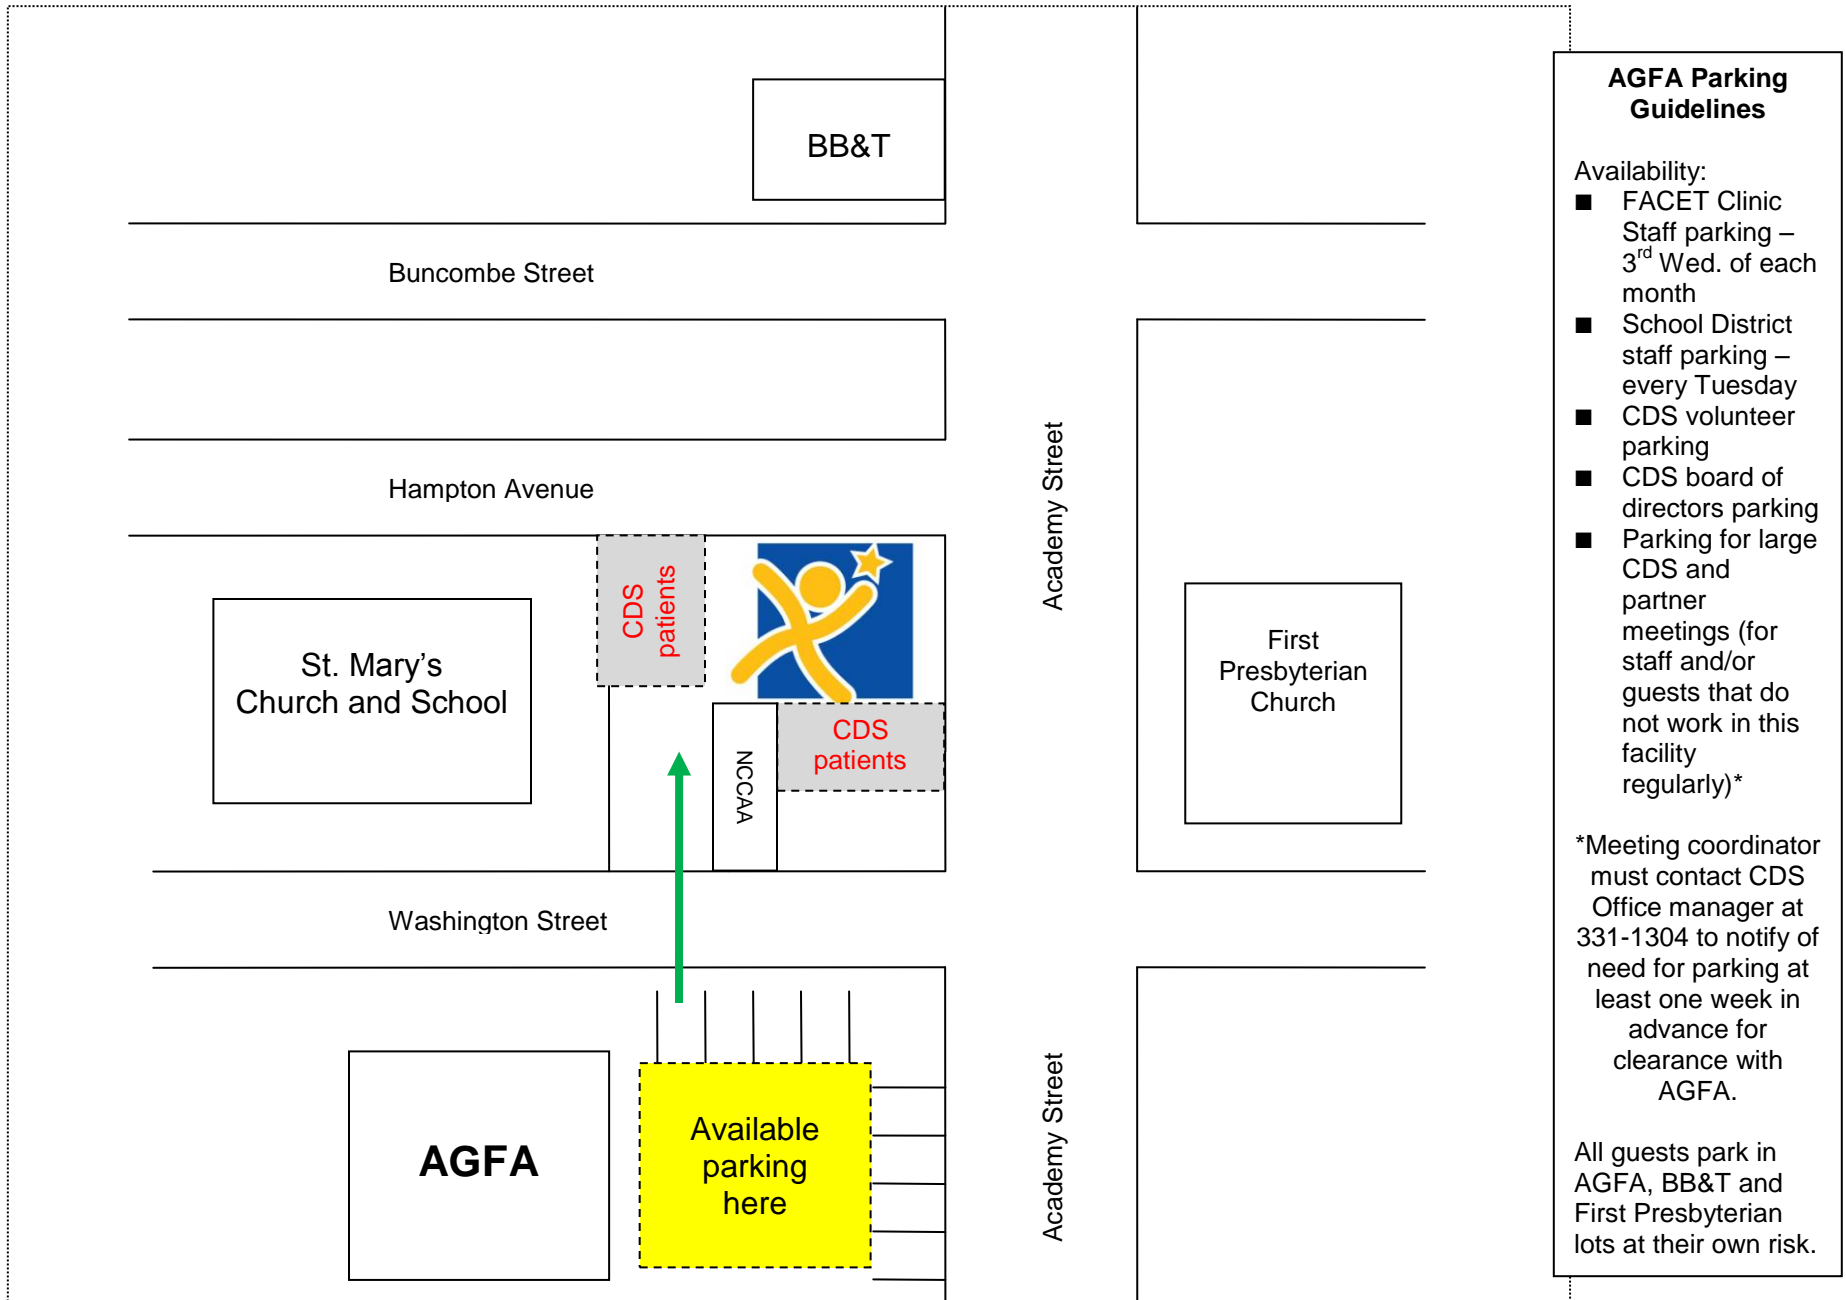 BB&T
Buncombe Street
Hampton Avenue
Academy Street
CDS
patients
St. Mary’s
Church and School
First
Presbyterian
Church
CDS
patients
NCCAA
Washington Street
AGFA
Available
parking
here
Academy Street
AGFA Parking
Guidelines
Availability:
■ FACET Clinic
Staff parking –
3rd Wed. of each
month
■ School District
staff parking –
every Tuesday
■ CDS volunteer
parking
■ CDS board of
directors parking
■ Parking for large
CDS and
partner
meetings (for
staff and/or
guests that do
not work in this
facility
regularly)*
*Meeting coordinator
must contact CDS
Office manager at
331-1304 to notify of
need for parking at
least one week in
advance for
clearance with
AGFA.
All guests park in
AGFA, BB&T and
First Presbyterian
lots at their own risk.